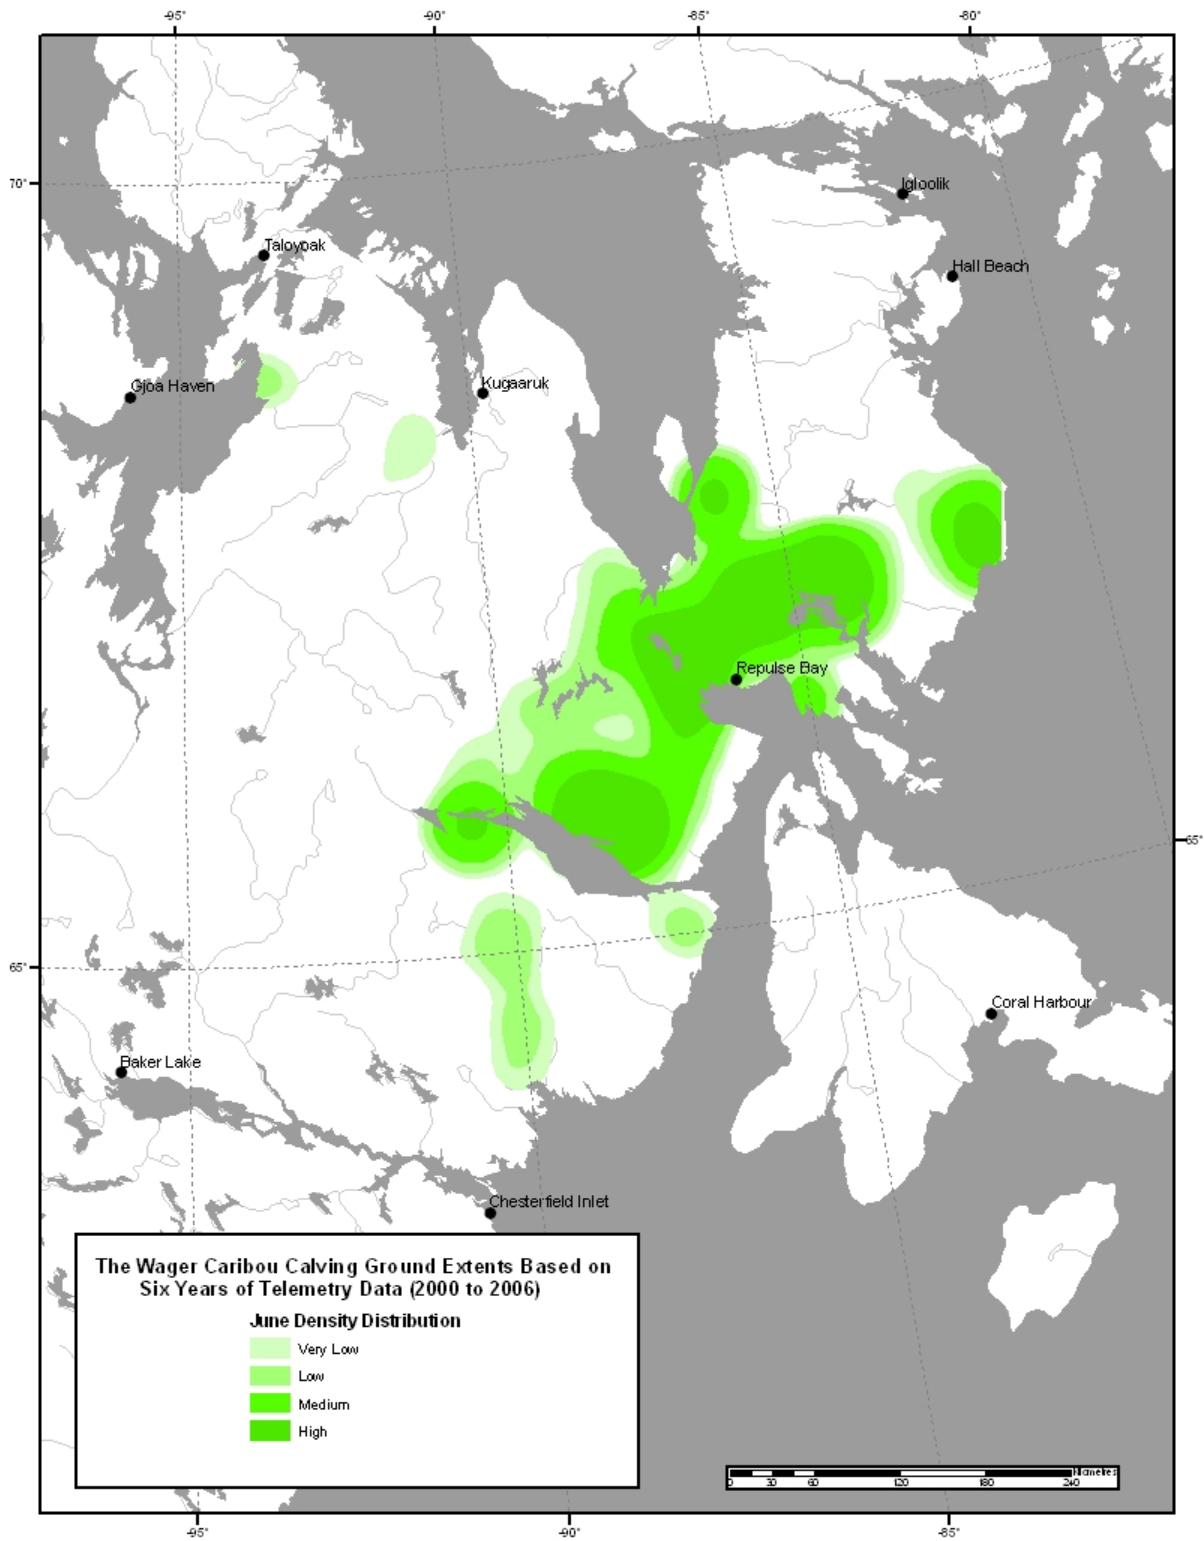 -95°
-90°
-85°
-80°
70°
Igloolik
Taloyoak
Hall Beach
Gjoa Haven
Kugaaruk
Repulse Bay
65°
65°
Coral Harbour
Baker Lake
Chesterfield Inlet
The Wager Caribou Calving Ground Extents Based on
Six Years of Telemetry Data (2000 to 2006)
June Density Distribution
Very Low
Low
Medium
High
Kilometres
0 30 60 120 180 240
-95°
-90°
-85°